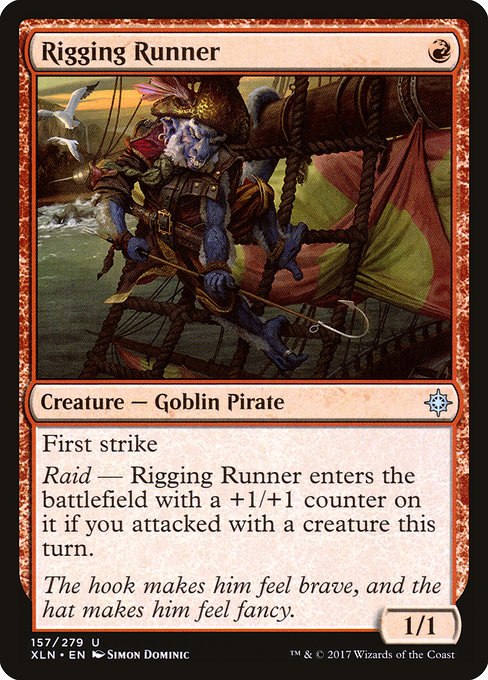 Rigging Runner
Creature — Goblin Pirate
First strike
Raid — Rigging Runner enters the
battlefield with a +1/+1 counter on
it if you attacked with a creature this
turn.
The hook makes him feel brave, and the
hat makes him feel fancy.
1/1
157/279 U
XLN • EN Simon Dominic
™ & © 2017 Wizards of the Coast